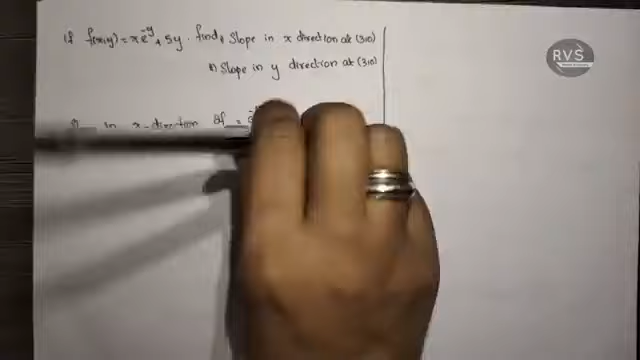 If f(x,y) = xe^-y + 5y. find i) Slope in x direction at (3,0)
ii) Slope in y direction at (3,0)
in x-direction ∂f =
RVS